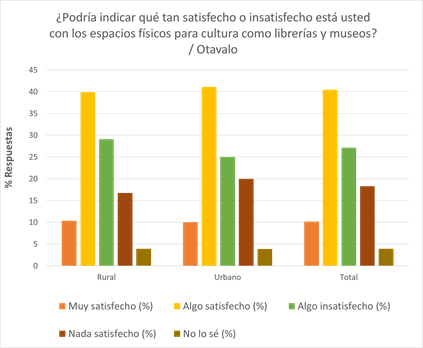 ¿Podría indicar qué tan satisfecho o insatisfecho está usted
con los espacios físicos para cultura como librerías y museos?
/ Otavalo
% Respuestas
45
40
35
30
25
20
15
10
5
0
Rural Urbano Total
Muy satisfecho (%) Algo satisfecho (%) Algo insatisfecho (%)
Nada satisfecho (%) No lo sé (%)